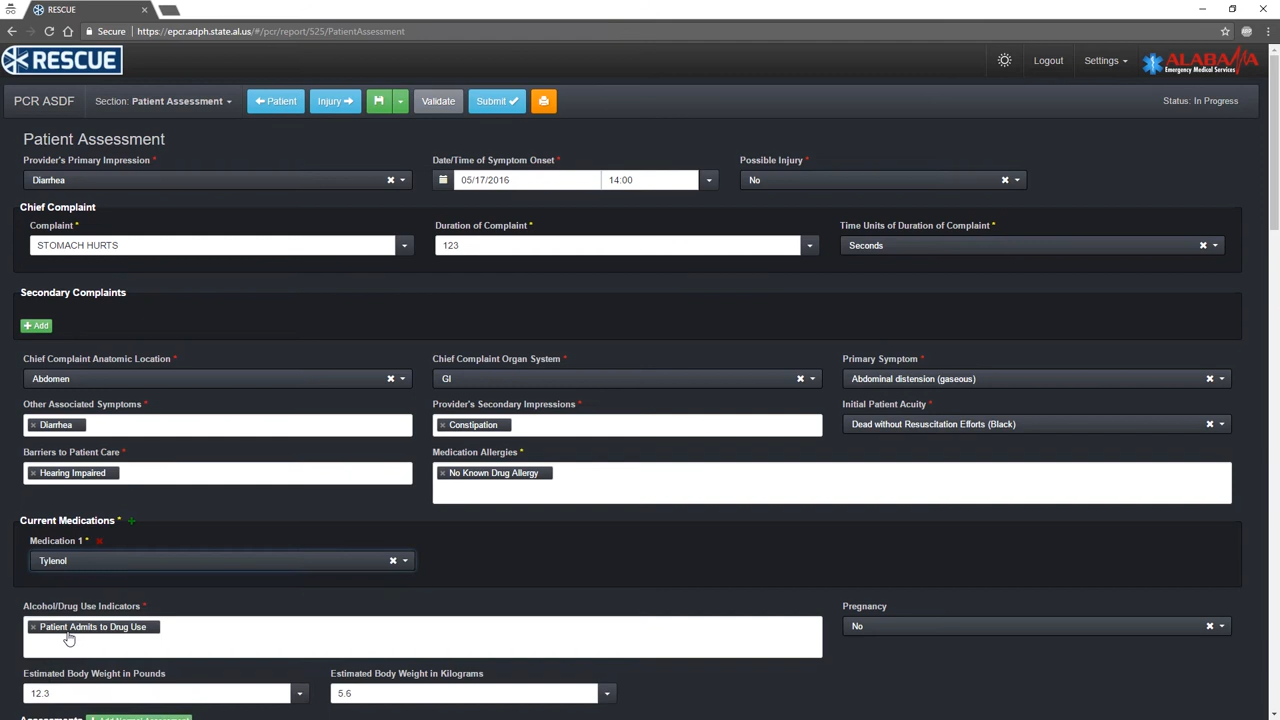 RESCUE
Secure https://epcr.adph.state.al.us/#/pcr/report/525/PatientAssessment
RESCUE Logout Settings ALABAMA
Emergency Medical Services
PCR ASDF Section: Patient Assessment Patient Injury Validate Submit Status: In Progress
Patient Assessment
Provider's Primary Impression * Date/Time of Symptom Onset * Possible Injury *
Diarrhea 05/17/2016 14:00 No
Chief Complaint
Complaint * Duration of Complaint * Time Units of Duration of Complaint *
STOMACH HURTS 123 Seconds
Secondary Complaints
Add
Chief Complaint Anatomic Location * Chief Complaint Organ System * Primary Symptom *
Abdomen GI Abdominal distension (gaseous)
Other Associated Symptoms * Provider's Secondary Impressions * Initial Patient Acuity *
Diarrhea Constipation Dead without Resuscitation Efforts (Black)
Barriers to Patient Care * Medication Allergies *
Hearing Impaired No Known Drug Allergy
Current Medications *
Medication 1 *
Tylenol
Alcohol/Drug Use Indicators * Pregnancy
Patient Admits to Drug Use No
Estimated Body Weight in Pounds Estimated Body Weight in Kilograms
12.3 5.6
Assessments Add Normal Assessment